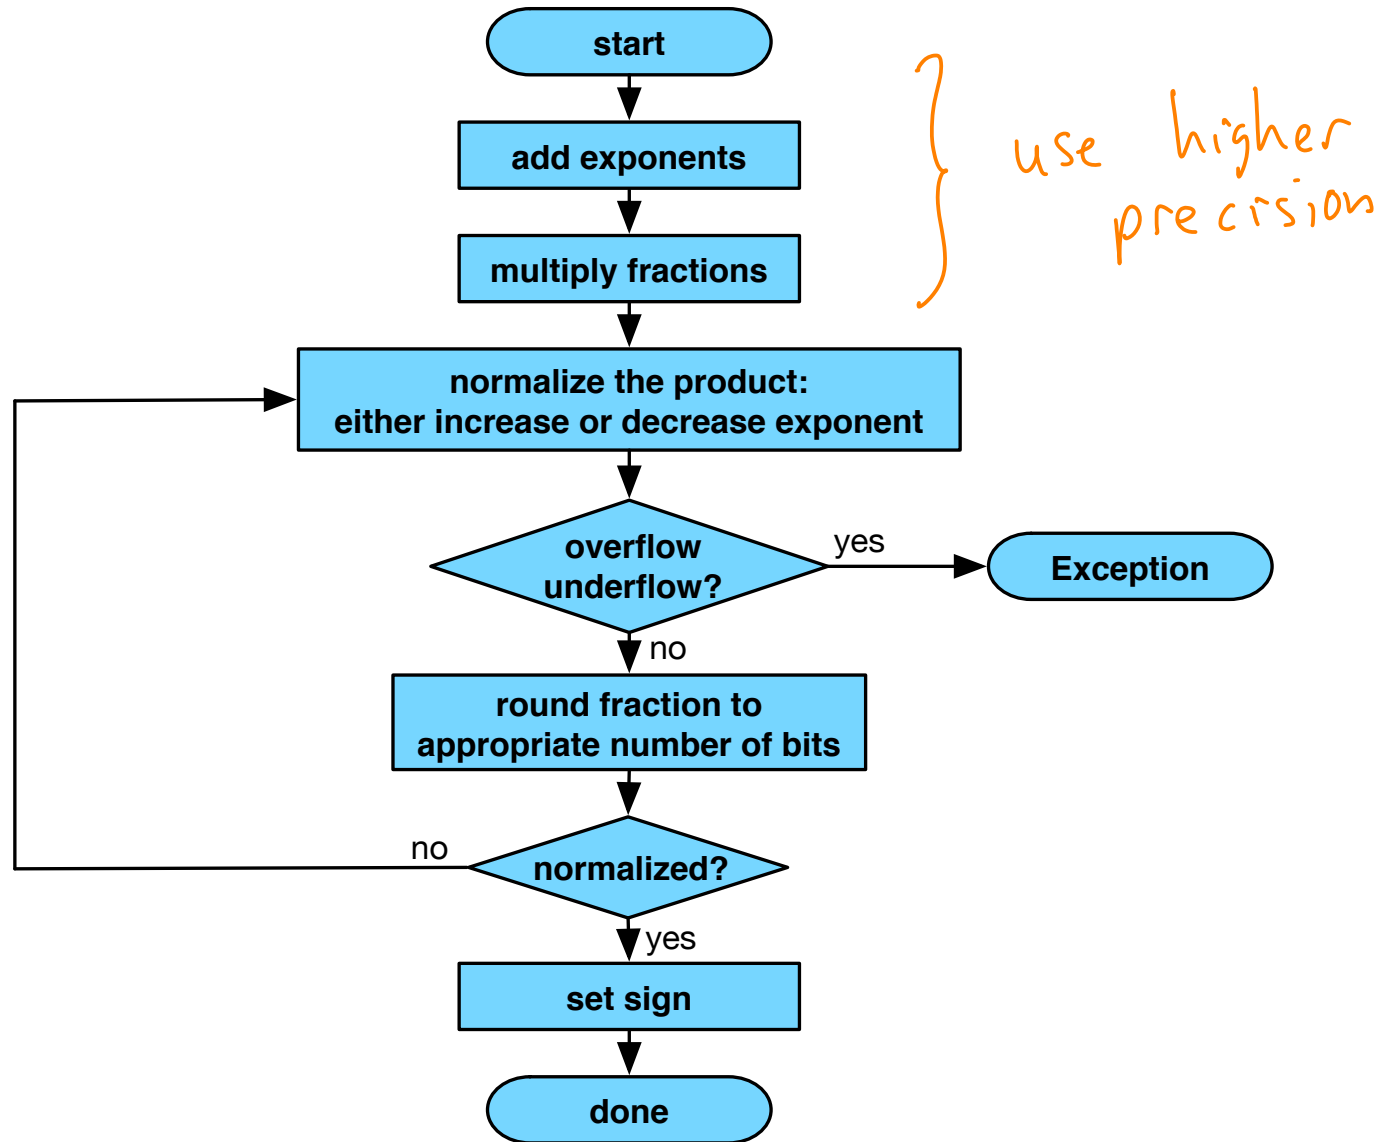 start
add exponents
use higher
precision
multiply fractions
normalize the product:
either increase or decrease exponent
overflow
underflow?
yes
Exception
no
round fraction to
appropriate number of bits
no
normalized?
yes
set sign
done